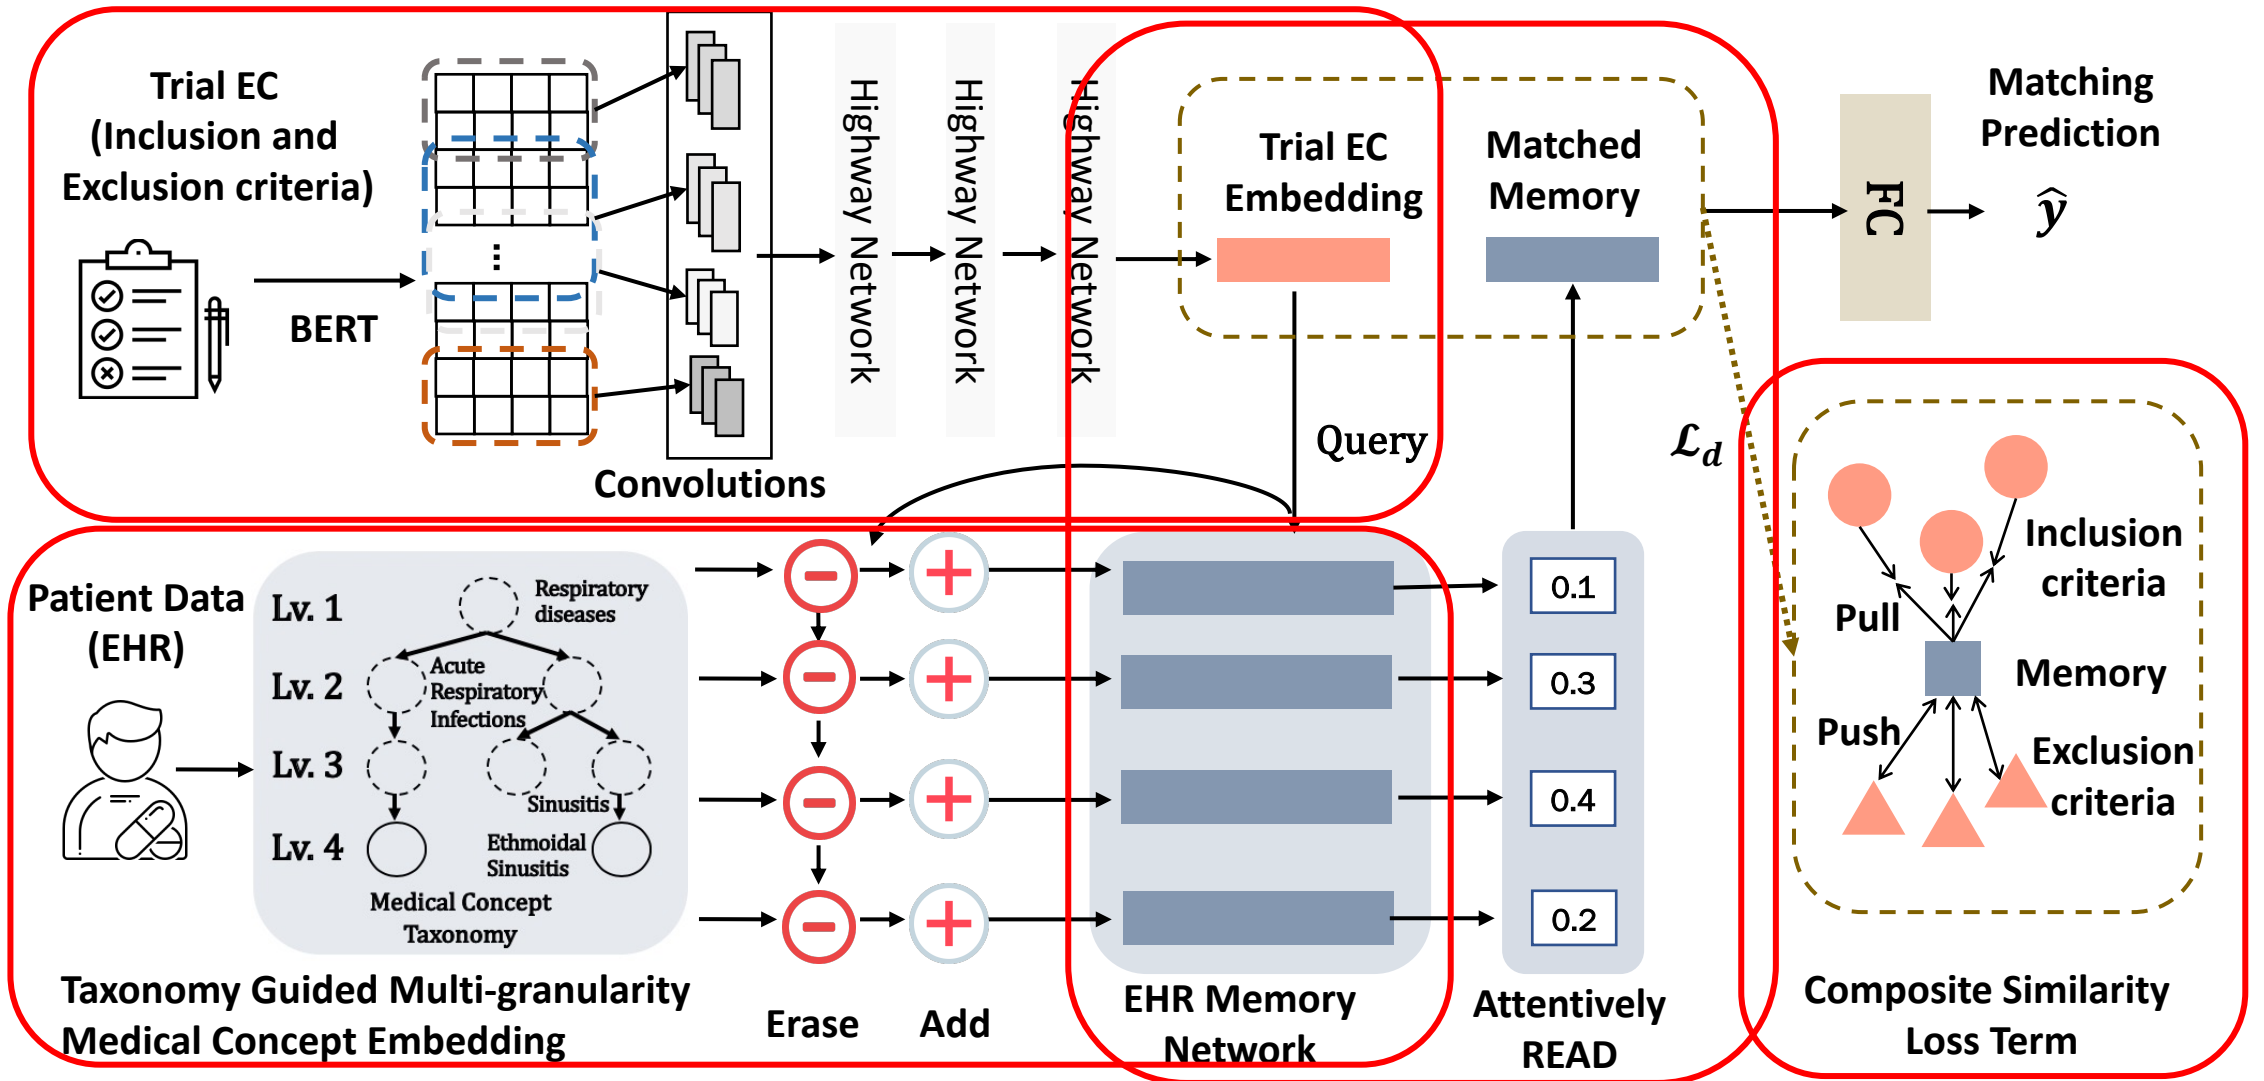 Trial EC
(Inclusion and
Exclusion criteria)
BERT
...
Convolutions
Highway Network
Highway Network
Highway Network
Trial EC
Embedding
Matched
Memory
FC
Matching
Prediction
ŷ
Query
ℒd
Patient Data
(EHR)
Lv. 1
Respiratory
diseases
Lv. 2
Acute
Respiratory
Infections
Lv. 3
Sinusitis
Lv. 4
Ethmoidal
Sinusitis
Medical Concept
Taxonomy
Taxonomy Guided Multi-granularity
Medical Concept Embedding
Erase
Add
EHR Memory
Network
0.1
0.3
0.4
0.2
Attentively
READ
Inclusion
criteria
Pull
Memory
Push
Exclusion
criteria
Composite Similarity
Loss Term